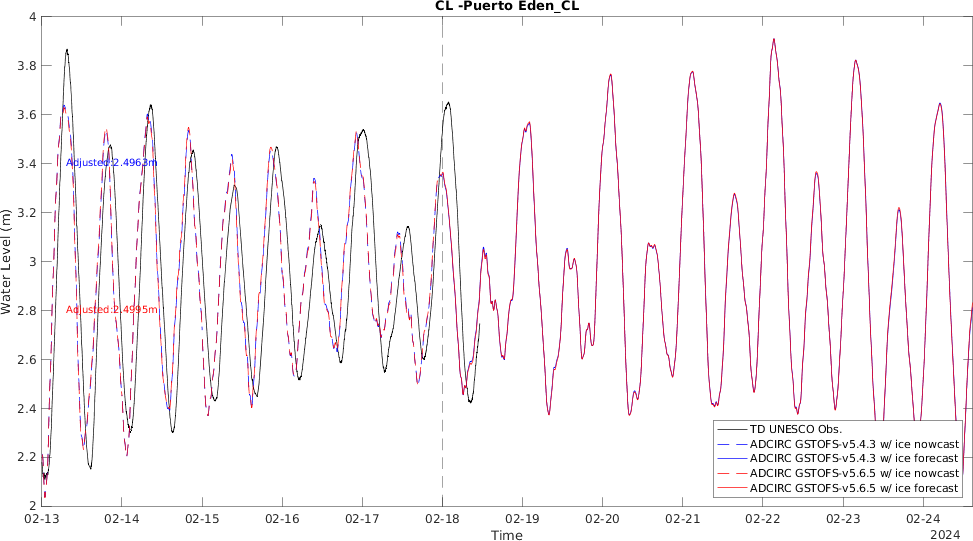 CL -Puerto Eden_CL
4
3.8
3.6
3.4
3.2
3
2.8
2.6
2.4
2.2
2
Water Level (m)
Adjusted:2.4963m
Adjusted:2.4995m
TD UNESCO Obs.
ADCIRC GSTOFS-v5.4.3 w/ ice nowcast
ADCIRC GSTOFS-v5.4.3 w/ ice forecast
ADCIRC GSTOFS-v5.6.5 w/ ice nowcast
ADCIRC GSTOFS-v5.6.5 w/ ice forecast
02-13 02-14 02-15 02-16 02-17 02-18 02-19 02-20 02-21 02-22 02-23 02-24
Time
2024